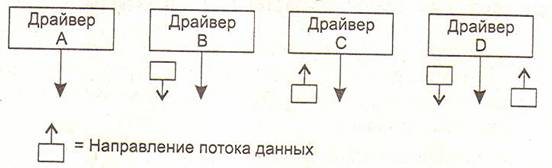 Драйвер A
Драйвер B
Драйвер C
Драйвер D
= Направление потока данных